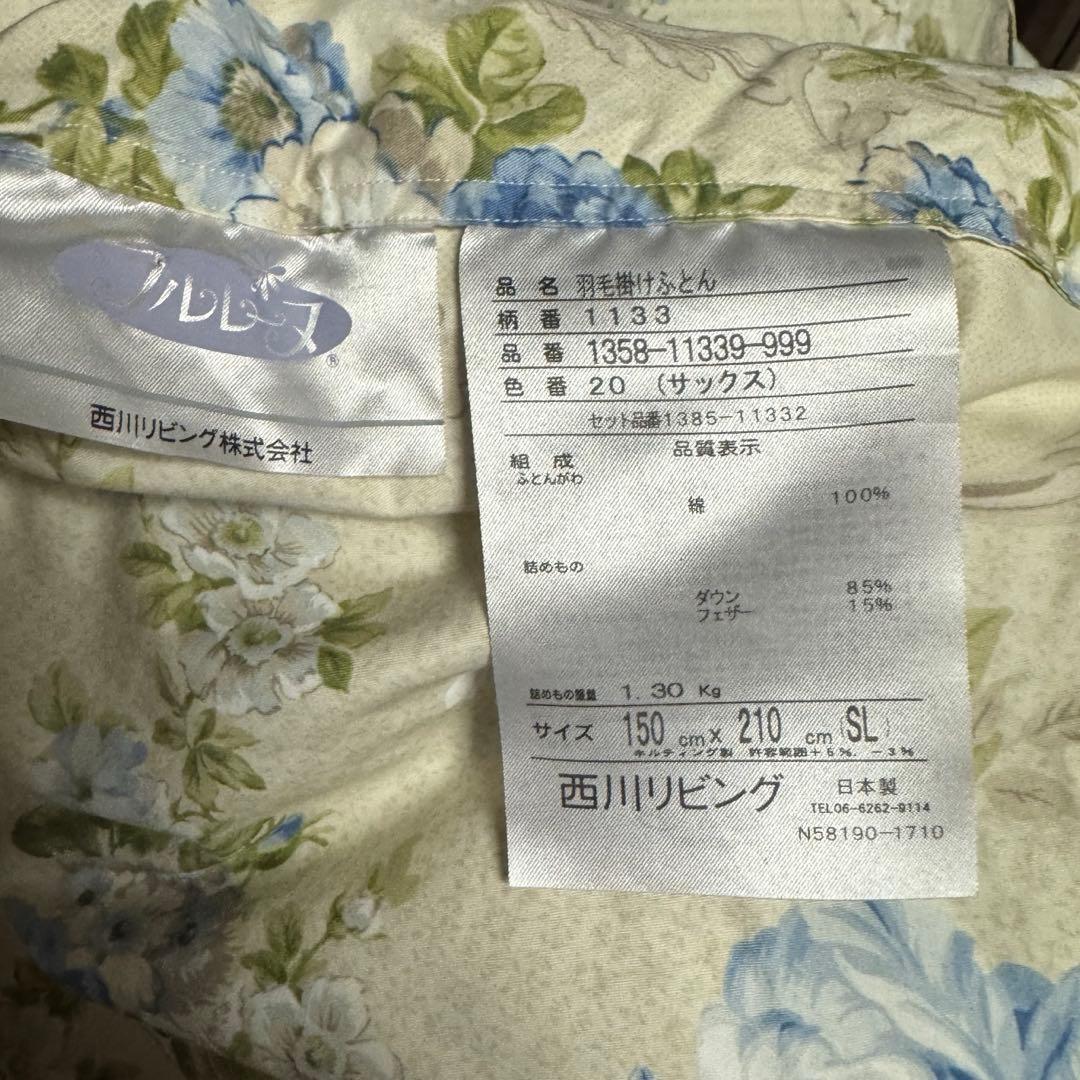 フルレビーヌ®
西川リビング株式会社
品 名 羽毛掛けふとん
柄 番 1133
品 番 1358-11339-999
色 番 20 (サックス)
セット品番1385-11332
品質表示
組 成
ふとんがわ
綿 100%
詰めもの
ダウン 85%
フェザー 15%
詰めもの重量 1.30 Kg
サイズ 150 cm× 210 cm (SL)
キルティング製 許容範囲+5%, -3%
西川リビング 日本製
TEL06-6262-9114
N58190-1710